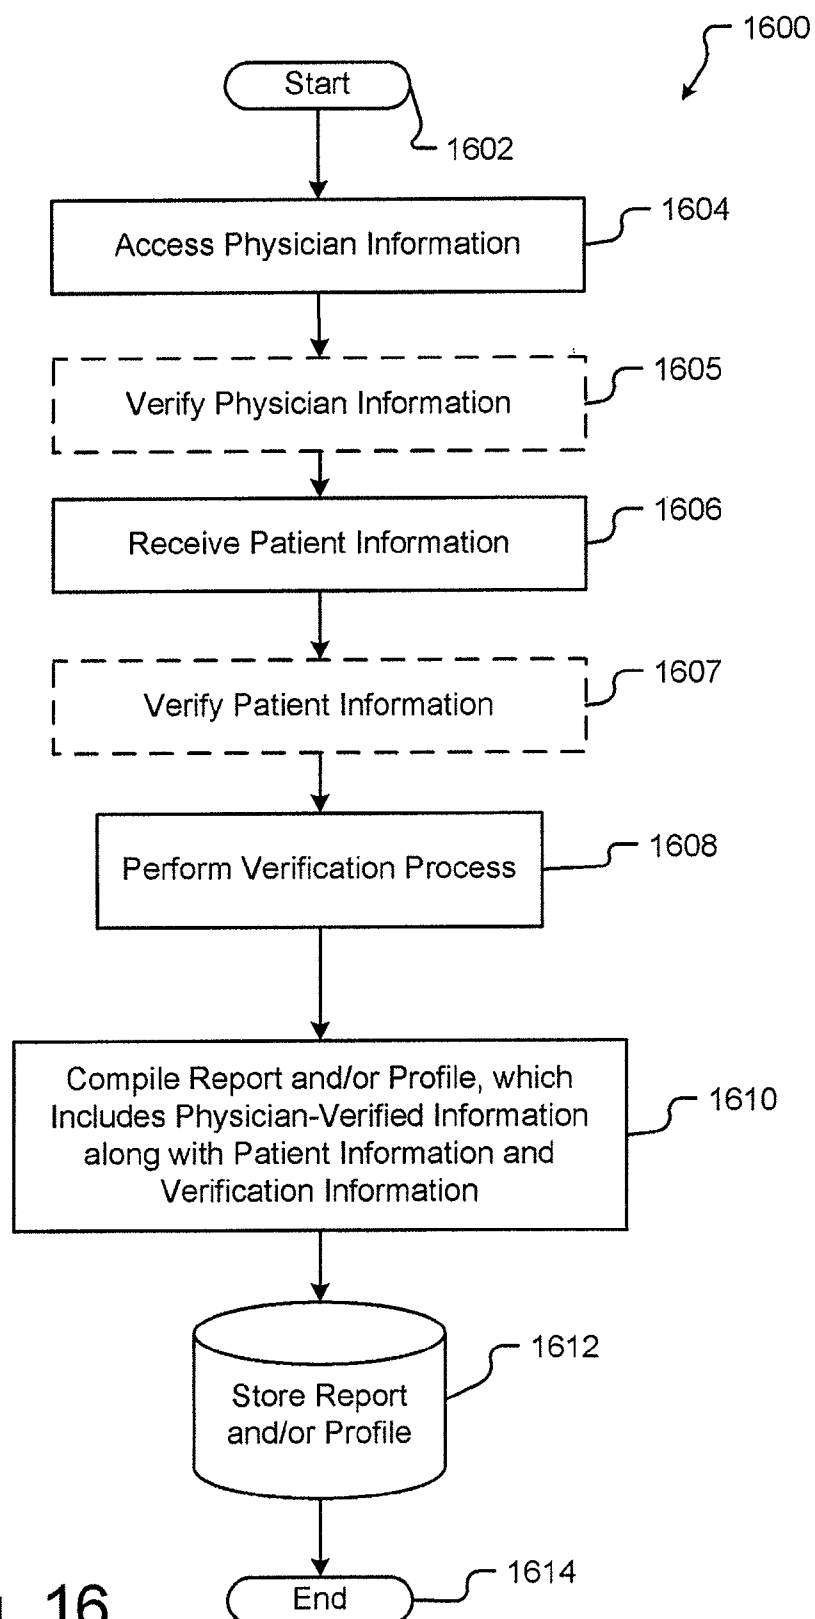 1600
Start
1602
1604
Access Physician Information
1605
Verify Physician Information
1606
Receive Patient Information
1607
Verify Patient Information
1608
Perform Verification Process
Compile Report and/or Profile, which
Includes Physician-Verified Information
along with Patient Information and
Verification Information
1610
1612
Store Report
and/or Profile
1614
End
16